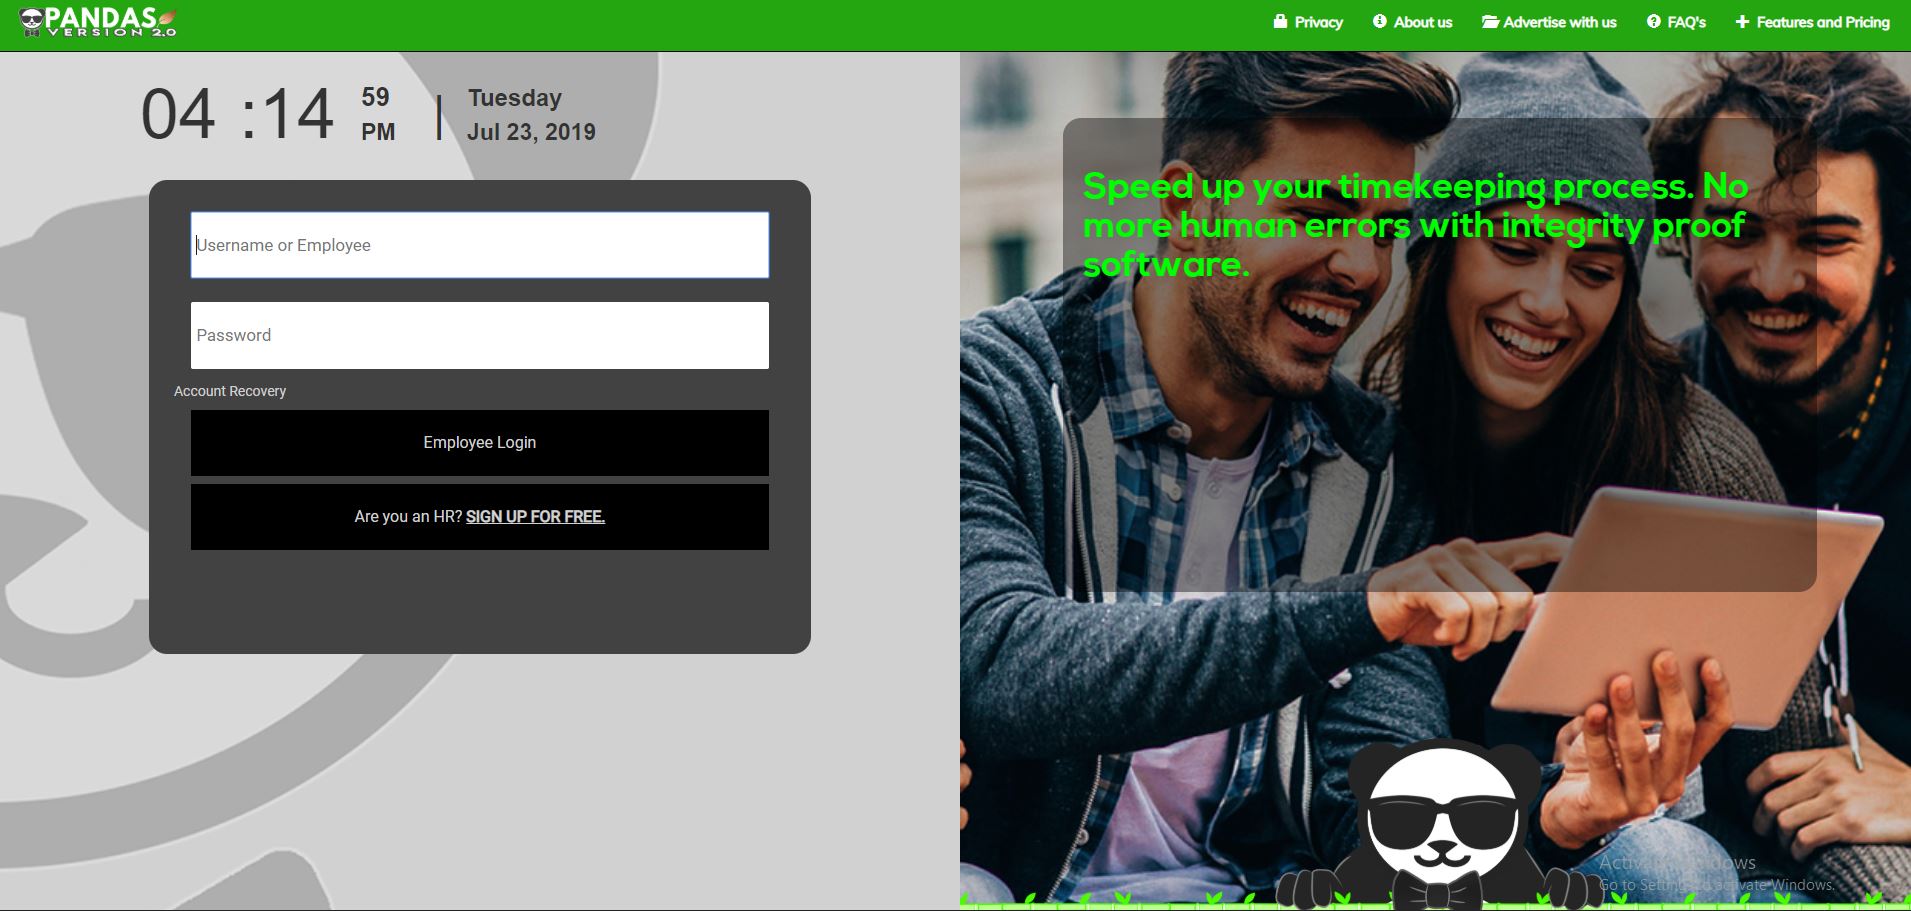 PANDAS
VERSION 2.0
Privacy
About us
Advertise with us
FAQ's
Features and Pricing
04 :14
59
PM
|
Tuesday
Jul 23, 2019
Username or Employee
Password
Account Recovery
Employee Login
Are you an HR? SIGN UP FOR FREE.
Speed up your timekeeping process. No
more human errors with integrity proof
software.
Activate Windows
Go to Settings to activate Windows.